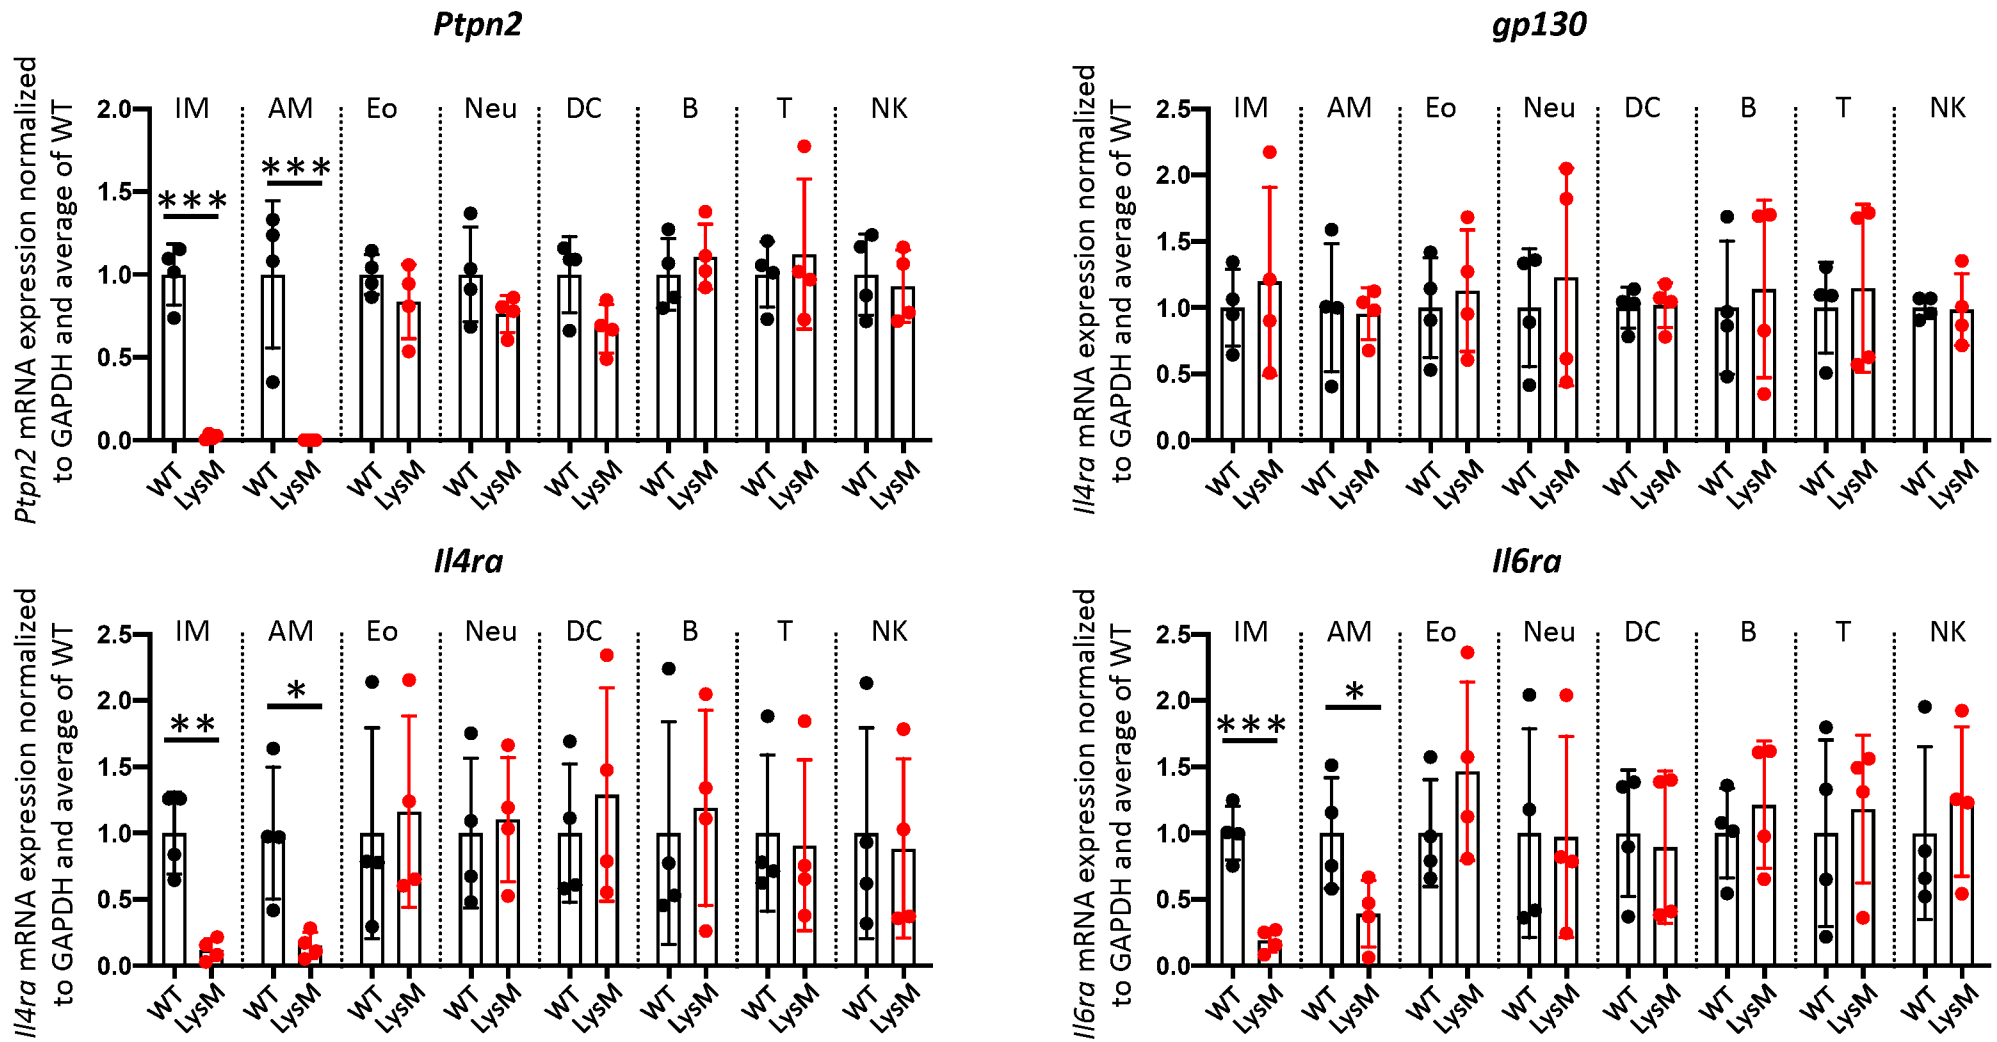 Ptpn2
Ptpn2 mRNA expression normalized
to GAPDH and average of WT
IM AM Eo Neu DC B T NK
2.0
1.5
1.0
0.5
0.0
***
***
WT LysM WT LysM WT LysM WT LysM WT LysM WT LysM WT LysM WT LysM
gp130
Il4ra mRNA expression normalized
to GAPDH and average of WT
IM AM Eo Neu DC B T NK
2.5
2.0
1.5
1.0
0.5
0.0
WT LysM WT LysM WT LysM WT LysM WT LysM WT LysM WT LysM WT LysM
Il4ra
Il4ra mRNA expression normalized
to GAPDH and average of WT
IM AM Eo Neu DC B T NK
2.5
2.0
1.5
1.0
0.5
0.0
**
*
WT LysM WT LysM WT LysM WT LysM WT LysM WT LysM WT LysM WT LysM
Il6ra
Il6ra mRNA expression normalized
to GAPDH and average of WT
IM AM Eo Neu DC B T NK
2.5
2.0
1.5
1.0
0.5
0.0
***
*
WT LysM WT LysM WT LysM WT LysM WT LysM WT LysM WT LysM WT LysM